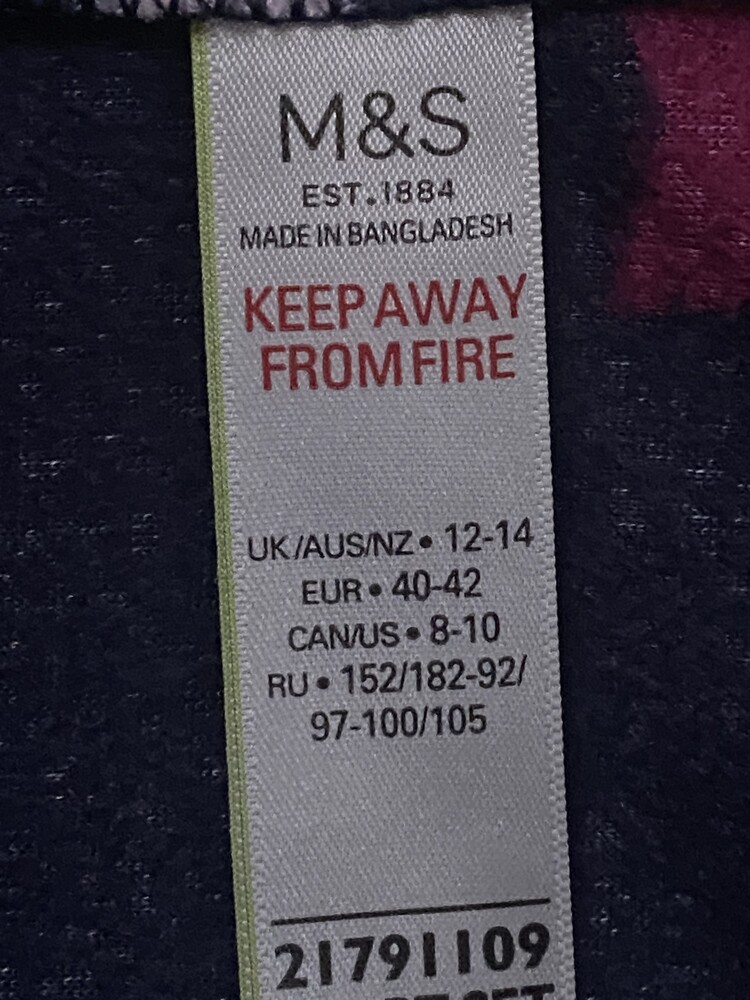 M&S
EST.1884
MADE IN BANGLADESH
KEEP AWAY
FROM FIRE
UK/AUS/NZ • 12-14
EUR • 40-42
CAN/US • 8-10
RU • 152/182-92/
97-100/105
21791109